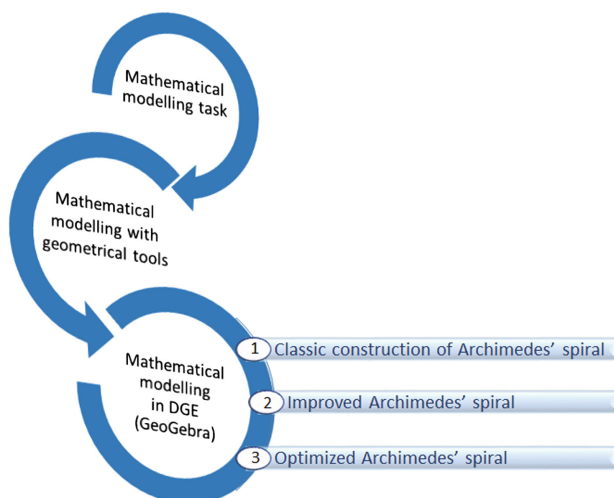 Mathematical
modelling task
Mathematical
modelling with
geometrical tools
Mathematical
modelling
in DGE
(GeoGebra)
1 Classic construction of Archimedes’ spiral
2 Improved Archimedes’ spiral
3 Optimized Archimedes’ spiral